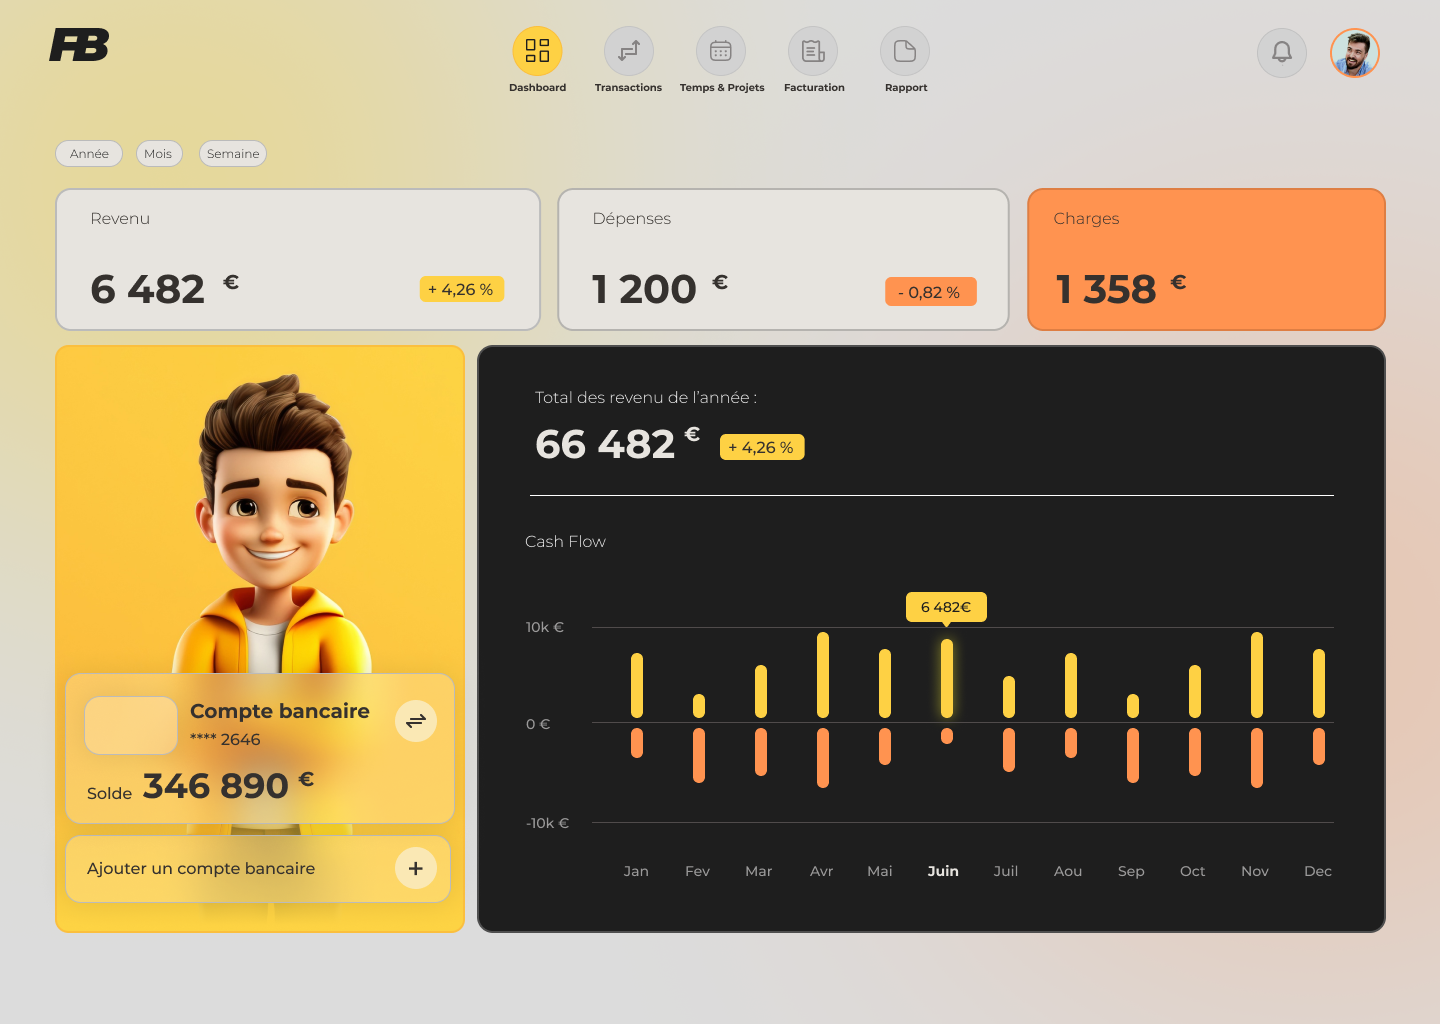 FB
Dashboard
Transactions
Temps & Projets
Facturation
Rapport
Année
Mois
Semaine
Revenu
6 482 €
+ 4,26 %
Dépenses
1 200 €
- 0,82 %
Charges
1 358 €
Compte bancaire
**** 2646
Solde 346 890 €
Ajouter un compte bancaire
Total des revenu de l’année :
66 482 €
+ 4,26 %
Cash Flow
6 482€
10k €
0 €
-10k €
Jan Fev Mar Avr Mai Juin Juil Aou Sep Oct Nov Dec